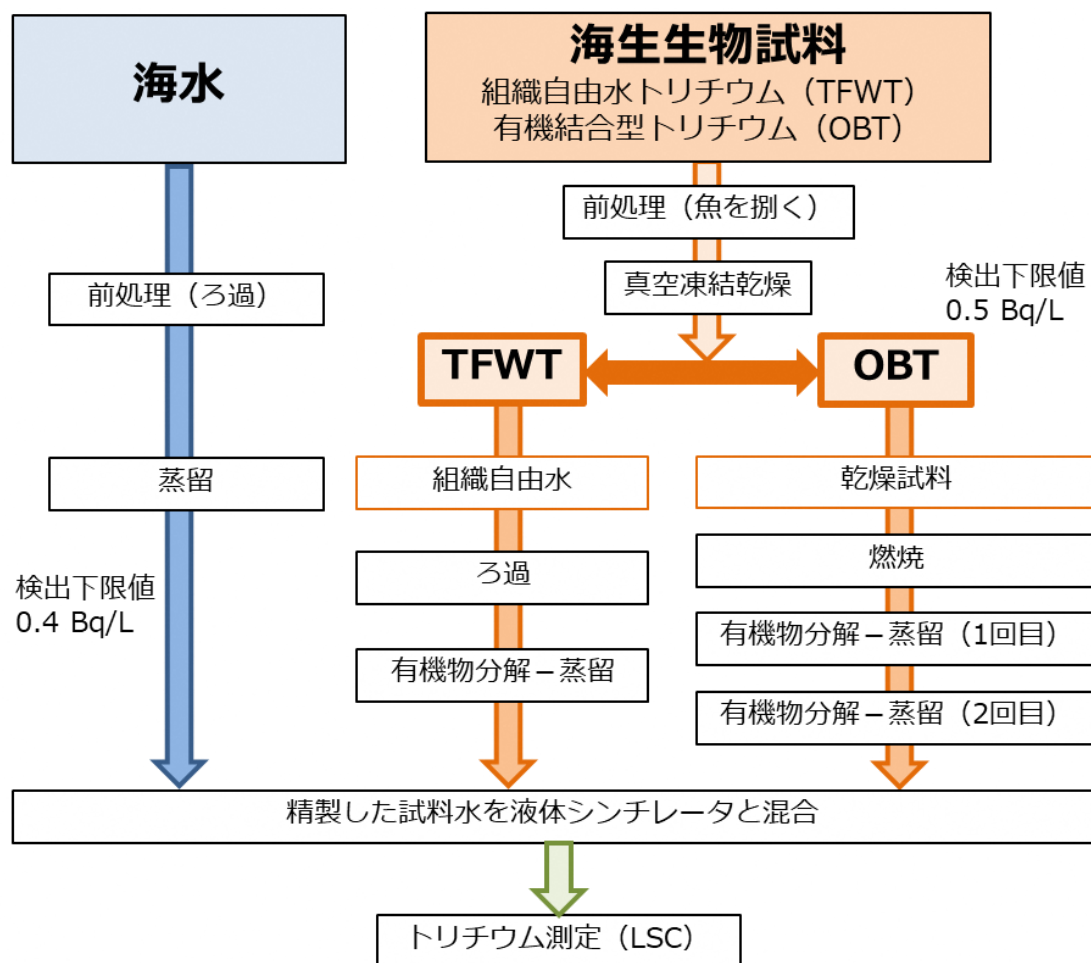 海水
海生生物試料
組織自由水トリチウム（TFWT）
有機結合型トリチウム（OBT）
前処理（魚を捌く）
前処理（ろ過）
真空凍結乾燥
検出下限値
0.5 Bq/L
TFWT
OBT
蒸留
組織自由水
乾燥試料
ろ過
燃焼
検出下限値
0.4 Bq/L
有機物分解－蒸留
有機物分解－蒸留（1回目）
有機物分解－蒸留（2回目）
精製した試料水を液体シンチレータと混合
トリチウム測定（LSC）